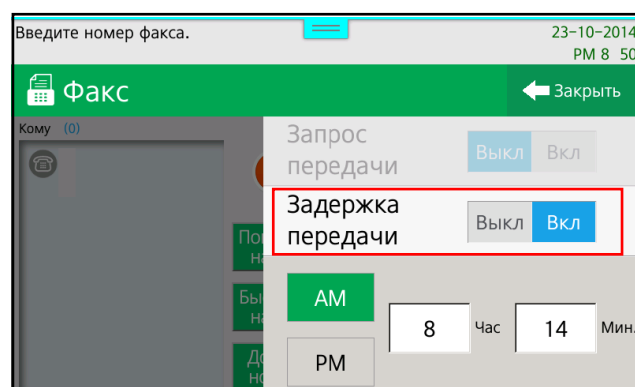 Введите номер факса.
23-10-2014
PM 8 50
Факс
Закрыть
Кому (0)
Запрос
передачи
Выкл Вкл
Задержка
передачи
Выкл Вкл
AM
8 Час 14 Мин.
PM